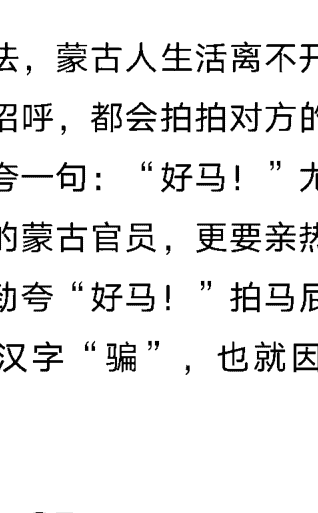 去，蒙古人生活离不开
招呼，都会拍拍对方的
夸一句：“好马！”尤
的蒙古官员，更要亲热
劲夸“好马！”拍马屁
汉字“骗”，也就因